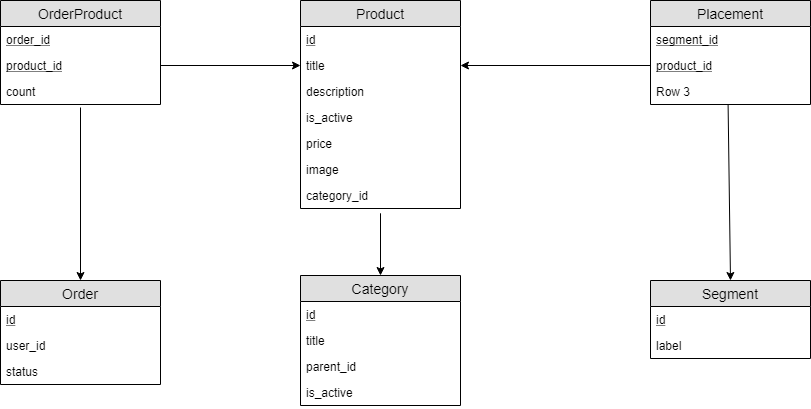 OrderProduct
order_id
product_id
count
Product
id
title
description
is_active
price
image
category_id
Placement
segment_id
product_id
Row 3
Order
id
user_id
status
Category
id
title
parent_id
is_active
Segment
id
label